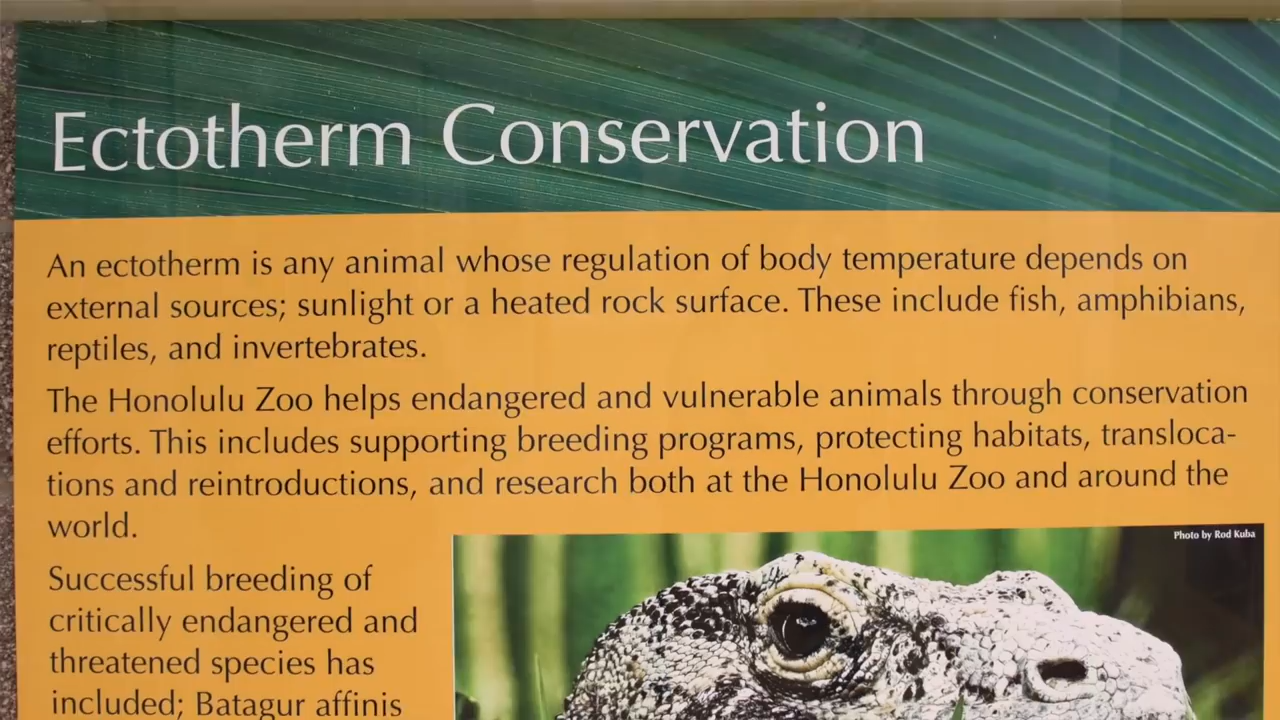 Ectotherm Conservation
An ectotherm is any animal whose regulation of body temperature depends on
external sources; sunlight or a heated rock surface. These include fish, amphibians,
reptiles, and invertebrates.
The Honolulu Zoo helps endangered and vulnerable animals through conservation
efforts. This includes supporting breeding programs, protecting habitats, transloca-
tions and reintroductions, and research both at the Honolulu Zoo and around the
world.
Photo by Rod Kuba
Successful breeding of
critically endangered and
threatened species has
included; Batagur affinis